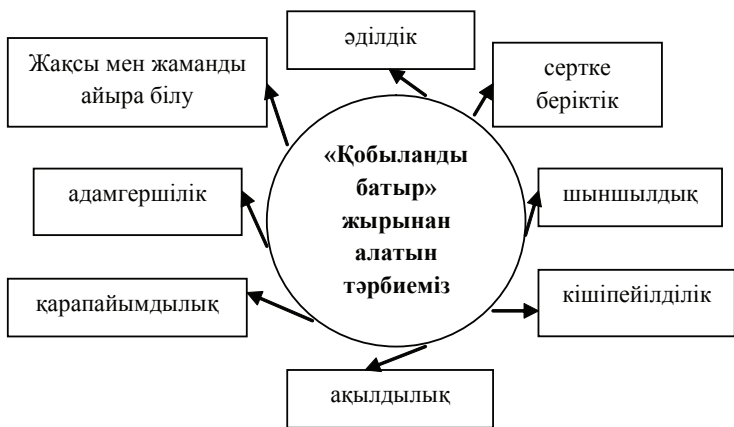 әділдік
Жақсы мен жаманды
айыра білу
сертке
беріктік
«Қобыланды
батыр»
жырынан
алатын
тәрбиеміз
адамгершілік
шыншылдық
қарапайымдылық
кішіпейілділік
ақылдылық